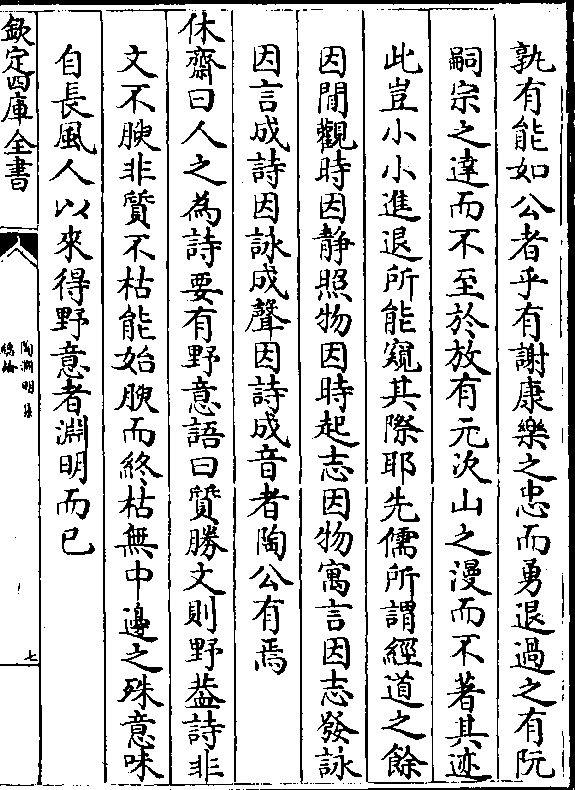 孰有能如公者乎有謝康樂之忠而勇退過之有阮
嗣宗之達而不至於放有元次山之漫而不著其迹
此豈小小進退所能窺其際耶先儒所謂經道之餘
因閒觀時因静照物因時起志因物寓言因志發詠
因言成詩因詠成聲因詩成音者陶公有焉
休齋曰人之為詩要有野意語曰質勝文則野葢詩非
文不腴非質不枯能始腴而終枯無中邉之殊意味
自長風人以來得野意者淵明而已
欽定四庫全書
陶淵明集
總論
七